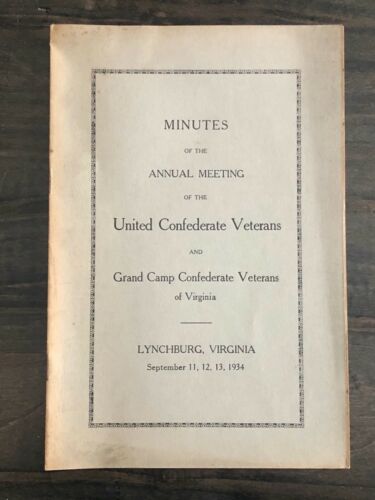 MINUTES
OF THE
ANNUAL MEETING
OF THE
United Confederate Veterans
AND
Grand Camp Confederate Veterans
of Virginia
LYNCHBURG, VIRGINIA
September 11, 12, 13, 1934